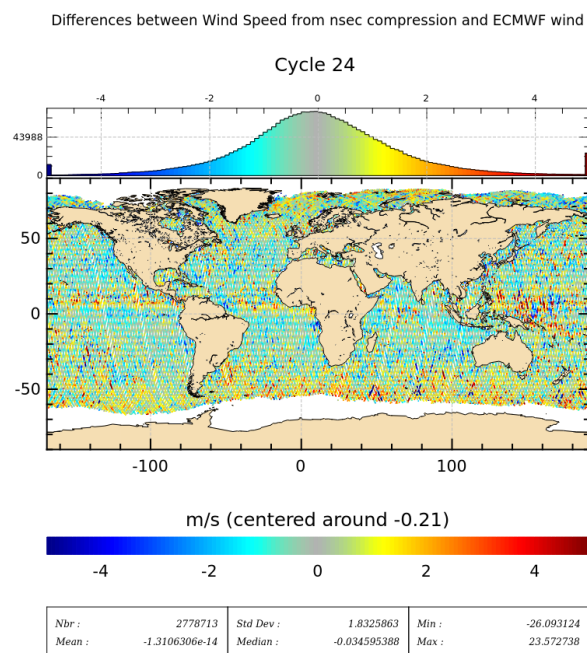 Differences between Wind Speed from nsec compression and ECMWF wind
Cycle 24
-4 -2 0 2 4
43988
0
50
0
-50
-100 0 100
m/s (centered around -0.21)
-4 -2 0 2 4
Nbr : 2778713 Std Dev : 1.8325863 Min : -26.093124
Mean : -1.3106306e-14 Median : -0.034595388 Max : 23.572738